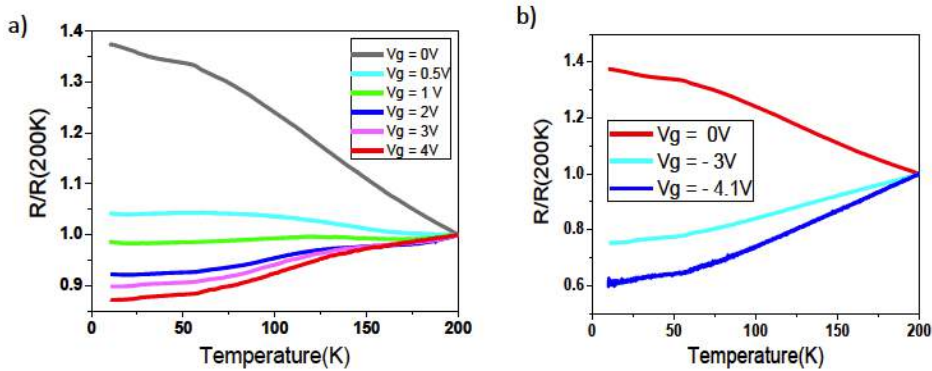 a)
R/R(200K)
1.4
1.3
1.2
1.1
1.0
0.9
0
50
100
150
200
Temperature(K)
Vg = 0V
Vg = 0.5V
Vg = 1 V
Vg = 2V
Vg = 3V
Vg = 4V
b)
R/R(200K)
1.4
1.2
1.0
0.8
0.6
0
50
100
150
200
Temperature(K)
Vg = 0V
Vg = - 3V
Vg = - 4.1V